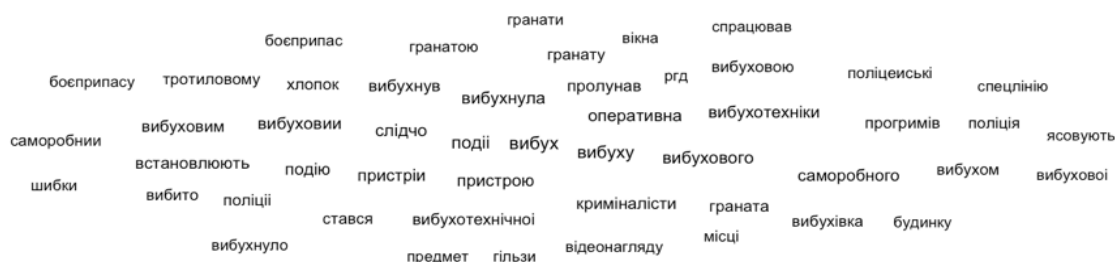 гранати
спрацював
боєприпас
гранатою
вікна
гранату
боєприпасу
тротиловому
хлопок
вибухнув
вибухнула
пролунав
ргд
вибуховою
поліцеиські
спецлінію
саморобнии
вибуховим
вибуховии
слідчо
події
вибух
оперативна
вибухотехніки
прогримів
поліція
ясовують
встановлюють
подію
пристріи
пристрою
вибуху
вибухового
саморобного
вибухом
вибухової
шибки
вибито
поліції
стався
вибухотехнічної
криміналісти
граната
вибухівка
будинку
вибухнуло
предмет
гільзи
відеонагляду
місці